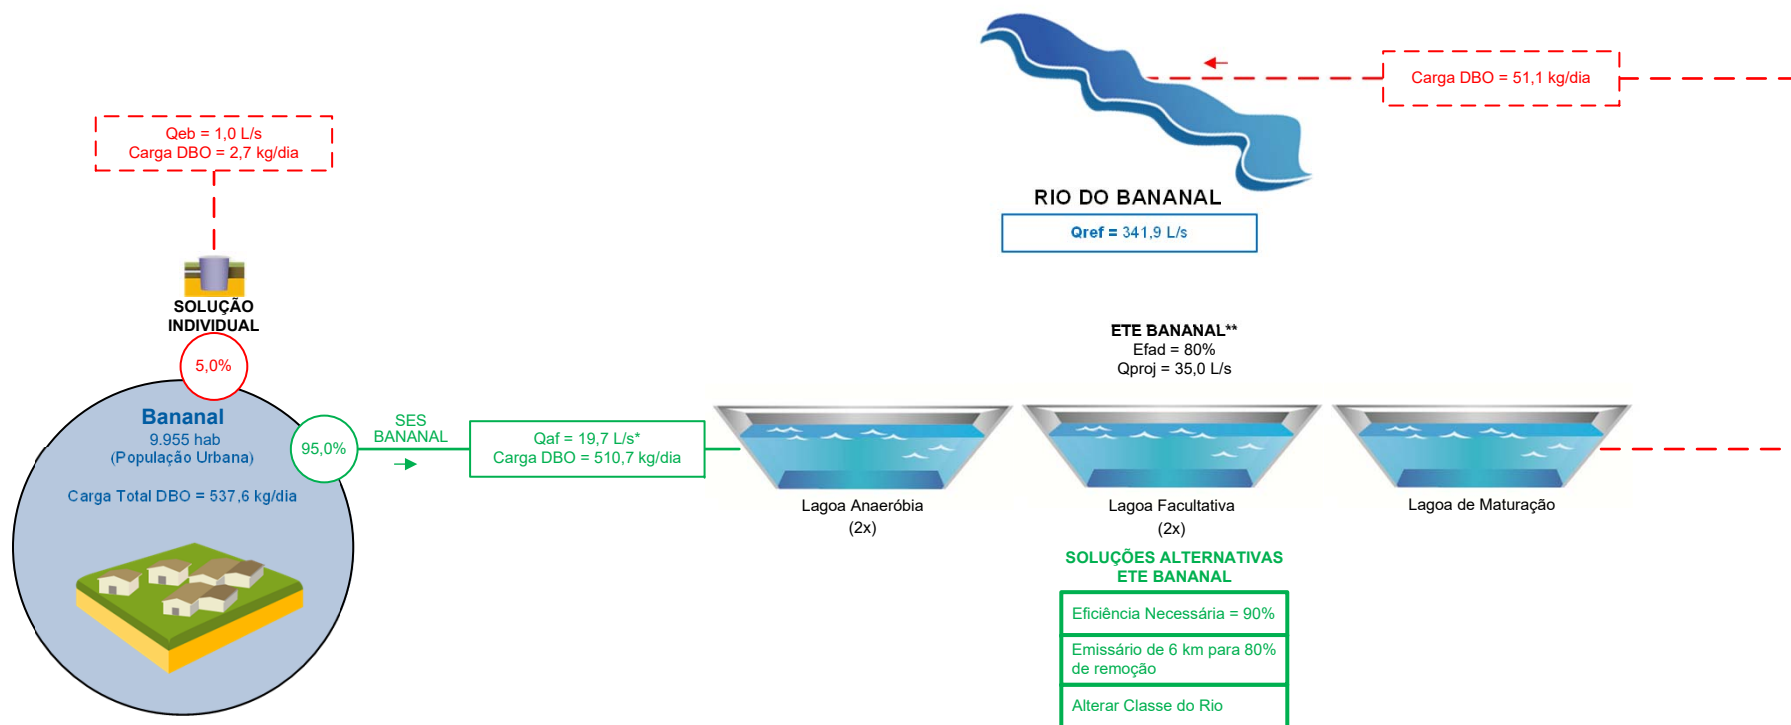 Carga DBO = 51,1 kg/dia
Qeb = 1,0 L/s
Carga DBO = 2,7 kg/dia
RIO DO BANANAL
Qref = 341,9 L/s
SOLUÇÃO
INDIVIDUAL
5,0%
Bananal
9.955 hab
(População Urbana)
Carga Total DBO = 537,6 kg/dia
95,0%
SES
BANANAL
Qaf = 19,7 L/s*
Carga DBO = 510,7 kg/dia
ETE BANANAL**
Efad = 80%
Qproj = 35,0 L/s
Lagoa Anaeróbia
(2x)
Lagoa Facultativa
(2x)
Lagoa de Maturação
SOLUÇÕES ALTERNATIVAS
ETE BANANAL
Eficiência Necessária = 90%
Emissário de 6 km para 80%
de remoção
Alterar Classe do Rio